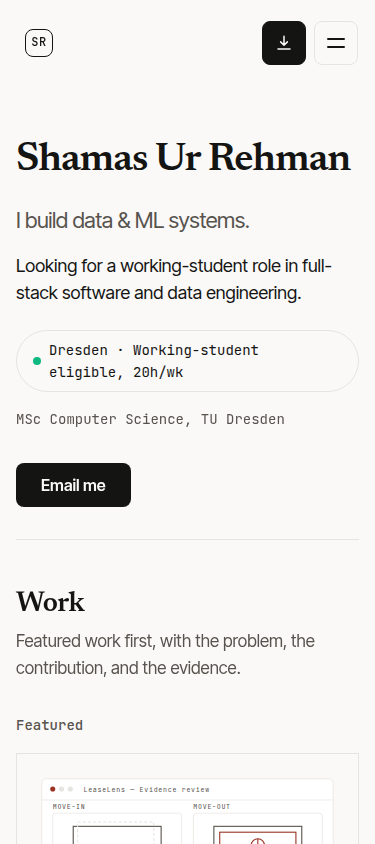 SR
Shamas Ur Rehman
I build data & ML systems.
Looking for a working-student role in full-
stack software and data engineering.
Dresden · Working-student
eligible, 20h/wk
MSc Computer Science, TU Dresden
Email me
Work
Featured work first, with the problem, the
contribution, and the evidence.
Featured
LeaseLens — Evidence review
MOVE-IN MOVE-OUT